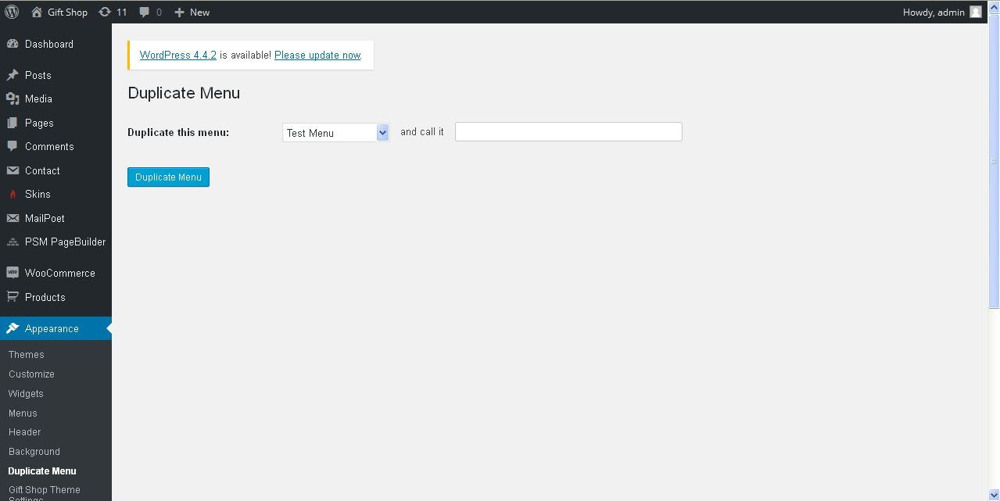 Gift Shop 11 0 New Howdy, admin
Dashboard
Posts
Media
Pages
Comments
Contact
Skins
MailPoet
PSM PageBuilder
WooCommerce
Products
Appearance
Themes
Customize
Widgets
Menus
Header
Background
Duplicate Menu
Gift Shop Theme
Settings
WordPress 4.4.2 is available! Please update now.
Duplicate Menu
Duplicate this menu: Test Menu and call it
Duplicate Menu